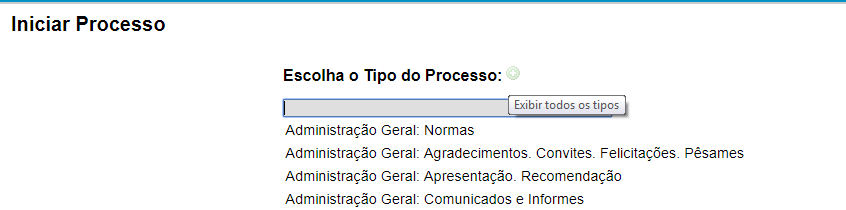 Iniciar Processo
Escolha o Tipo do Processo:
Exibir todos os tipos
Administração Geral: Normas
Administração Geral: Agradecimentos. Convites. Felicitações. Pêsames
Administração Geral: Apresentação. Recomendação
Administração Geral: Comunicados e Informes